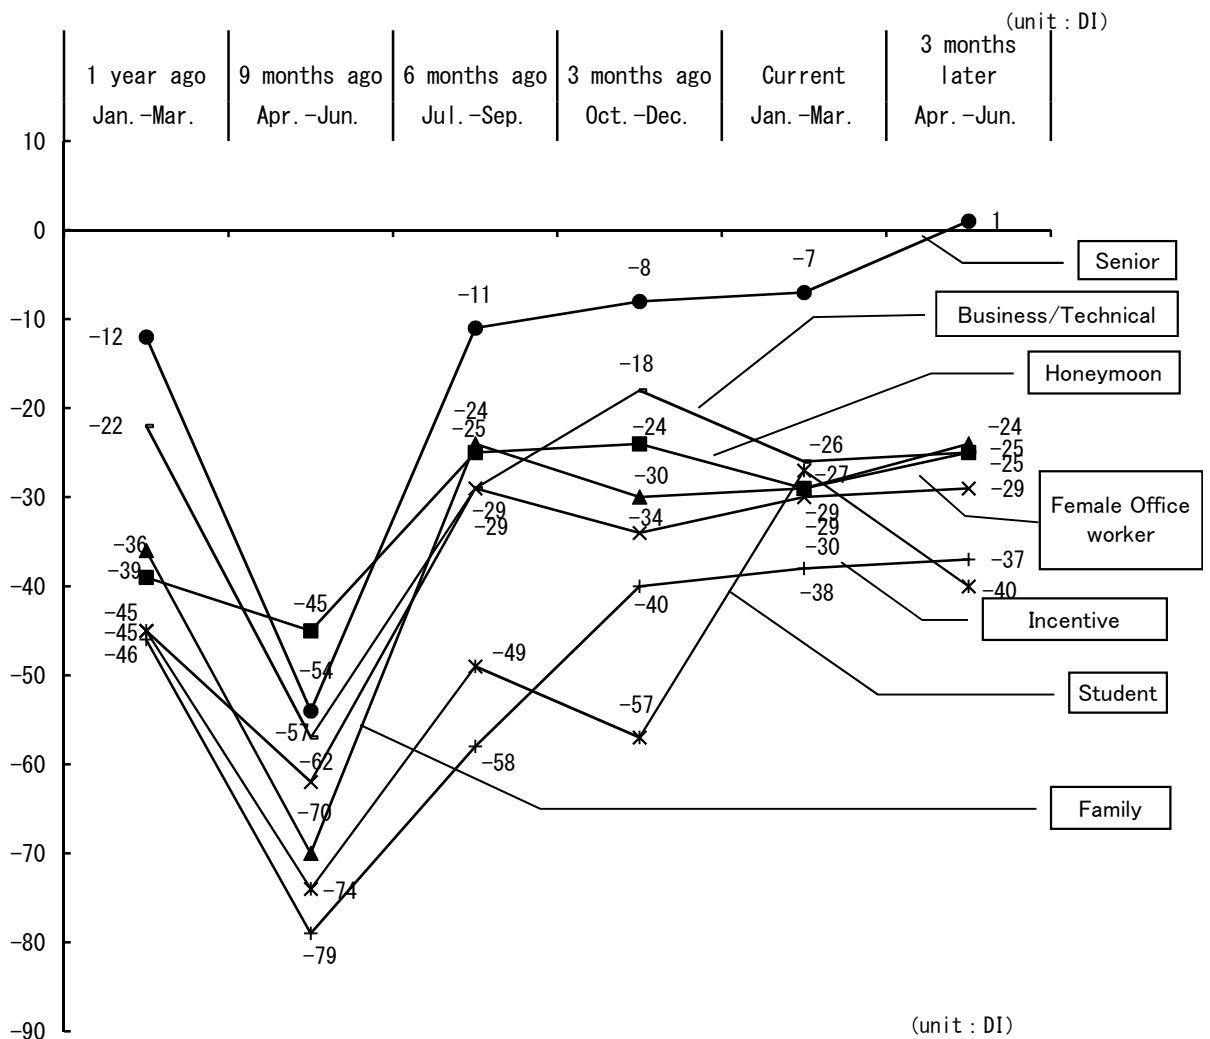 (unit：DI)
1 year ago
9 months ago
6 months ago
3 months ago
Current
3 months
later
Jan.-Mar.
Apr.-Jun.
Jul.-Sep.
Oct.-Dec.
Jan.-Mar.
Apr.-Jun.
10
0
-10
-20
-30
-40
-50
-60
-70
-80
-90
-12
-22
-36
-39
-45
-45
-46
-45
-54
-57
-62
-70
-74
-79
-11
-24
-25
-29
-29
-49
-58
-8
-18
-24
-30
-34
-40
-57
-7
-26
-27
-29
-29
-30
-38
1
-24
-25
-25
-29
-37
-40
Senior
Business/Technical
Honeymoon
Female Office
worker
Incentive
Student
Family
(unit：DI)